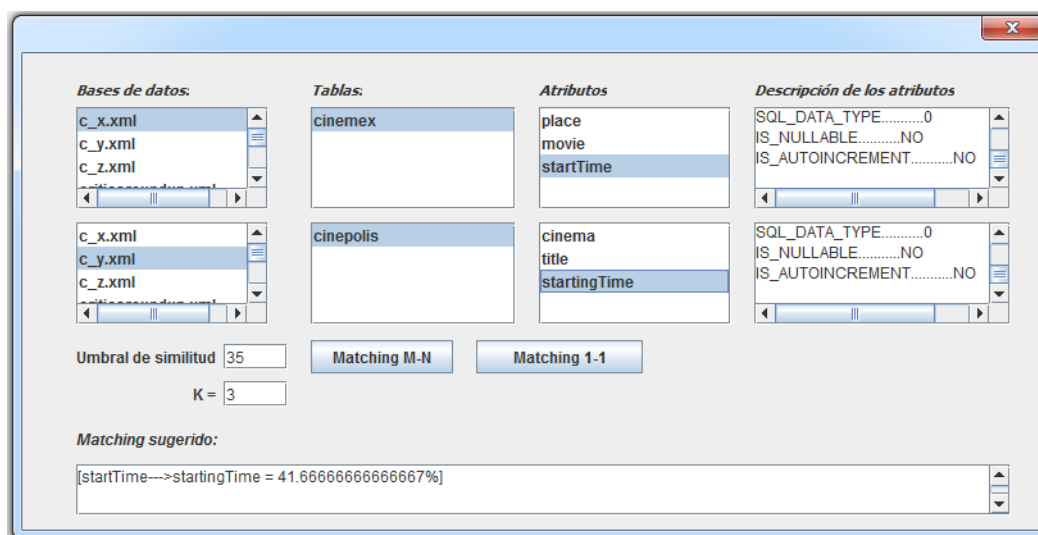 Bases de datos:
Tablas:
Atributos
Descripción de los atributos
c_x.xml
c_y.xml
c_z.xml
cinemex
place
movie
startTime
SQL_DATA_TYPE..........0
IS_NULLABLE..........NO
IS_AUTOINCREMENT..........NO
c_x.xml
c_y.xml
c_z.xml
cinepolis
cinema
title
startingTime
SQL_DATA_TYPE..........0
IS_NULLABLE..........NO
IS_AUTOINCREMENT..........NO
Umbral de similitud 35 Matching M-N Matching 1-1
K = 3
Matching sugerido:
[startTime--->startingTime = 41.66666666666667%]